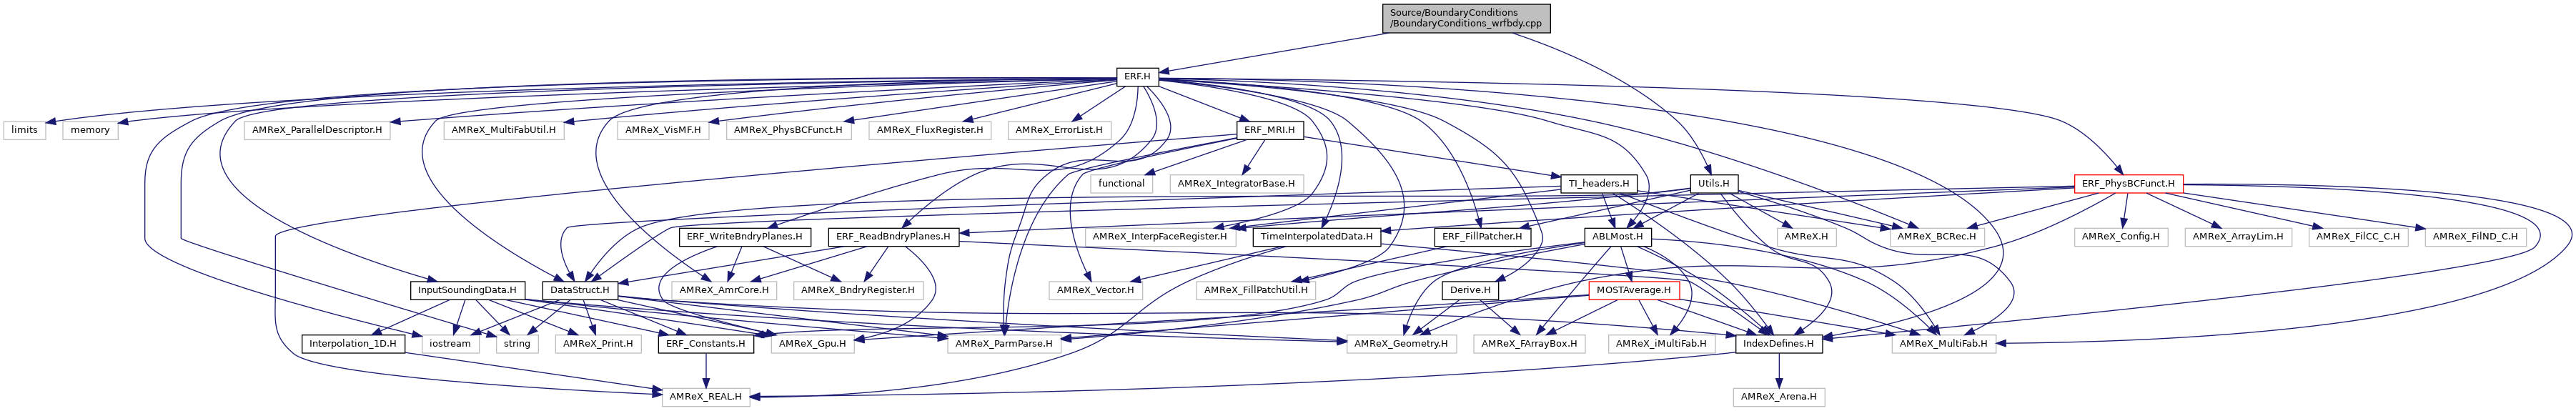 Source/BoundaryConditions
/BoundaryConditions_wrfbdy.cpp
ERF.H
limits
memory
AMReX_ParallelDescriptor.H
AMReX_MultiFabUtil.H
AMReX_VisMF.H
AMReX_PhysBCFunct.H
AMReX_FluxRegister.H
AMReX_ErrorList.H
ERF_MRI.H
functional
AMReX_IntegratorBase.H
TI_headers.H
Utils.H
ERF_PhysBCFunct.H
ERF_WriteBndryPlanes.H
ERF_ReadBndryPlanes.H
AMReX_InterpFaceRegister.H
TimeInterpolatedData.H
ERF_FillPatcher.H
ABLMost.H
AMReX.H
AMReX_BCRec.H
AMReX_Config.H
AMReX_ArrayLim.H
AMReX_FilCC_C.H
AMReX_FilND_C.H
InputSoundingData.H
DataStruct.H
AMReX_AmrCore.H
AMReX_BndryRegister.H
AMReX_Vector.H
AMReX_FillPatchUtil.H
Derive.H
MOSTAverage.H
Interpolation_1D.H
iostream
string
AMReX_Print.H
ERF_Constants.H
AMReX_Gpu.H
AMReX_ParmParse.H
AMReX_Geometry.H
AMReX_FArrayBox.H
AMReX_iMultiFab.H
IndexDefines.H
AMReX_MultiFab.H
AMReX_REAL.H
AMReX_Arena.H